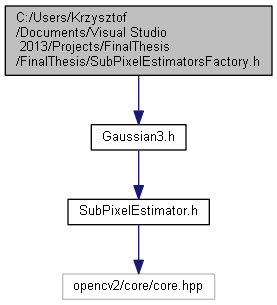 C:/Users/Krzysztof
/Documents/Visual Studio
2013/Projects/FinalThesis
/FinalThesis/SubPixelEstimatorsFactory.h
Gaussian3.h
SubPixelEstimator.h
opencv2/core/core.hpp